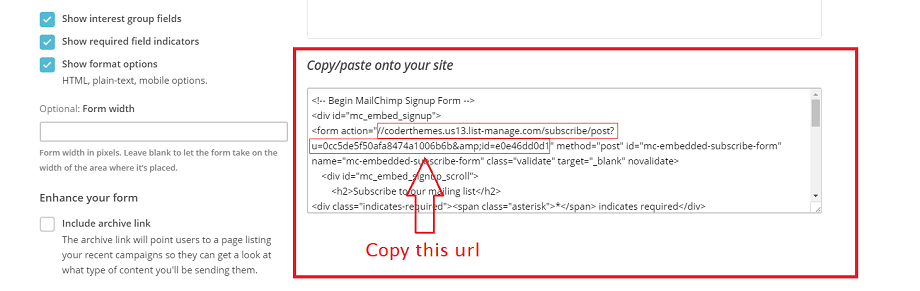 Show interest group fields
Show required field indicators
Show format options
HTML, plain-text, mobile options.
Optional: Form width
Form width in pixels. Leave blank to let the form take on the
width of the area where it's placed.
Enhance your form
Include archive link
The archive link will point users to a page listing
your recent campaigns so they can get a look at
what type of content you'll be sending them.
Copy/paste onto your site
<!-- Begin MailChimp Signup Form -->
<div id="mc_embed_signup">
<form action="//coderthemes.us13.list-manage.com/subscribe/post?
u=0cc5de5f50afa8474a1006b6b&amp;id=e0e46dd0d1" method="post" id="mc-embedded-subscribe-form"
name="mc-embedded-subscribe-form" class="validate" target="_blank" novalidate>
<div id="mc_embed_signup_scroll">
<h2>Subscribe to our mailing list</h2>
<div class="indicates-required"><span class="asterisk">*</span> indicates required</div>
Copy this url